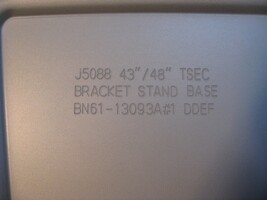 J5088 43"/48" TSEC
BRACKET STAND BASE
BN61-13093A#1 DDEF